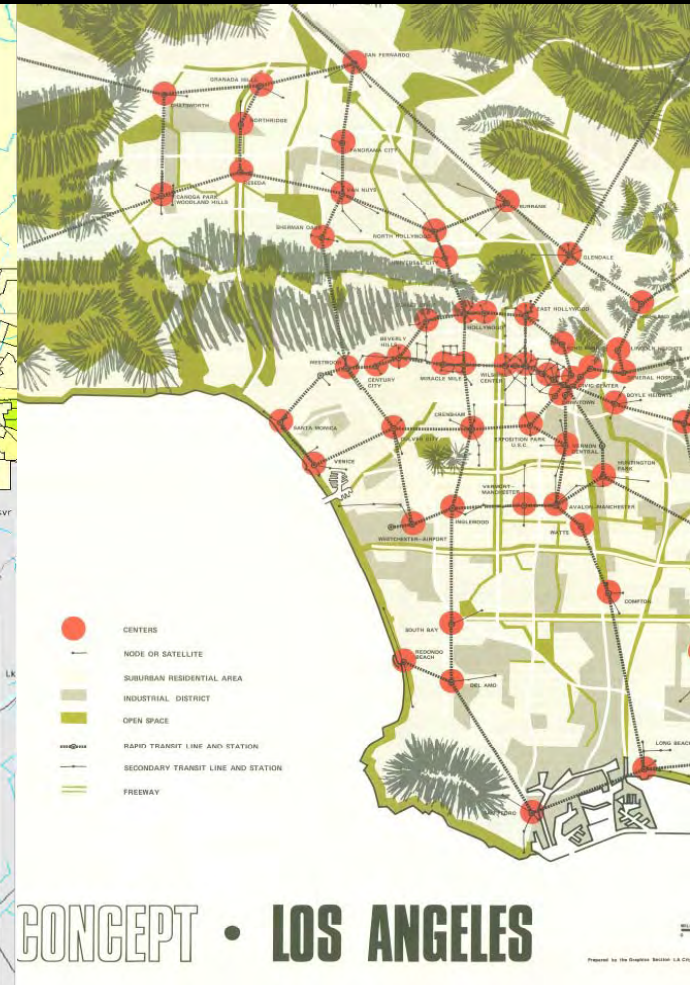 SAN FERNANDO
GRANADA HILLS
CHATSWORTH
NORTHRIDGE
PANORAMA CITY
RESEDA
CANOGA PARK
WOODLAND HILLS
VAN NUYS
BURBANK
SHERMAN OAKS
NORTH HOLLYWOOD
UNIVERSAL CITY
GLENDALE
HOLLYWOOD
EAST HOLLYWOOD
BEVERLY
HILLS
WESTWOOD
CENTURY
CITY
MIRACLE MILE
WILSHIRE
CENTER
LINCOLN HEIGHTS
GENERAL HOSPITAL
CIVIC CENTER
BOYLE HEIGHTS
SANTA MONICA
VENICE
CULVER CITY
CRENSHAW
EXPOSITION PARK
U.S.C.
VERNON
CENTRAL
HUNTINGTON
PARK
VERMONT-
MANCHESTER
AVALON-MANCHESTER
INGLEWOOD
WESTCHESTER-AIRPORT
WATTS
COMPTON
SOUTH BAY
REDONDO
BEACH
DEL AMO
LONG BEACH
SAN PEDRO
svr
Lk
CENTERS
NODE OR SATELLITE
SUBURBAN RESIDENTIAL AREA
INDUSTRIAL DISTRICT
OPEN SPACE
RAPID TRANSIT LINE AND STATION
SECONDARY TRANSIT LINE AND STATION
FREEWAY
CONCEPT • LOS ANGELES
Prepared by the Graphics Section LA City